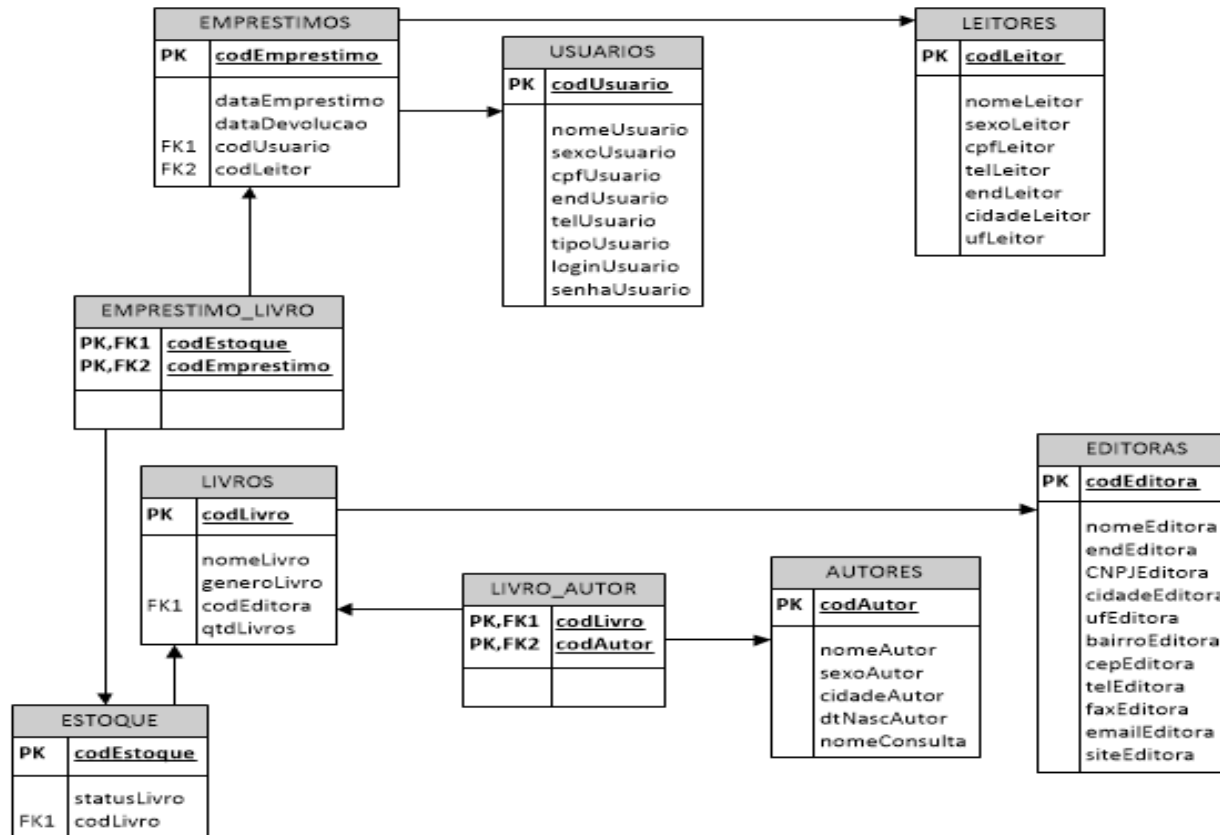 EMPRESTIMOS
PK codEmprestimo
dataEmprestimo
dataDevolucao
FK1 codUsuario
FK2 codLeitor
USUARIOS
PK codUsuario
nomeUsuario
sexoUsuario
cpfUsuario
endUsuario
telUsuario
tipoUsuario
loginUsuario
senhaUsuario
LEITORES
PK codLeitor
nomeLeitor
sexoLeitor
cpfLeitor
telLeitor
endLeitor
cidadeLeitor
ufLeitor
EMPRESTIMO_LIVRO
PK,FK1 codEstoque
PK,FK2 codEmprestimo
LIVROS
PK codLivro
nomeLivro
generoLivro
FK1 codEditora
qtdLivros
LIVRO_AUTOR
PK,FK1 codLivro
PK,FK2 codAutor
AUTORES
PK codAutor
nomeAutor
sexoAutor
cidadeAutor
dtNascAutor
nomeConsulta
EDITORAS
PK codEditora
nomeEditora
endEditora
CNPJEditora
cidadeEditora
ufEditora
bairroEditora
cepEditora
telEditora
faxEditora
emailEditora
siteEditora
ESTOQUE
PK codEstoque
statusLivro
FK1 codLivro